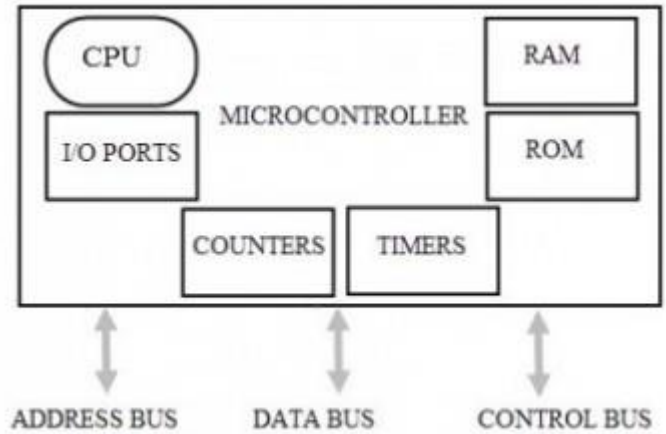 CPU
RAM
MICROCONTROLLER
I/O PORTS
ROM
COUNTERS
TIMERS
ADDRESS BUS
DATA BUS
CONTROL BUS